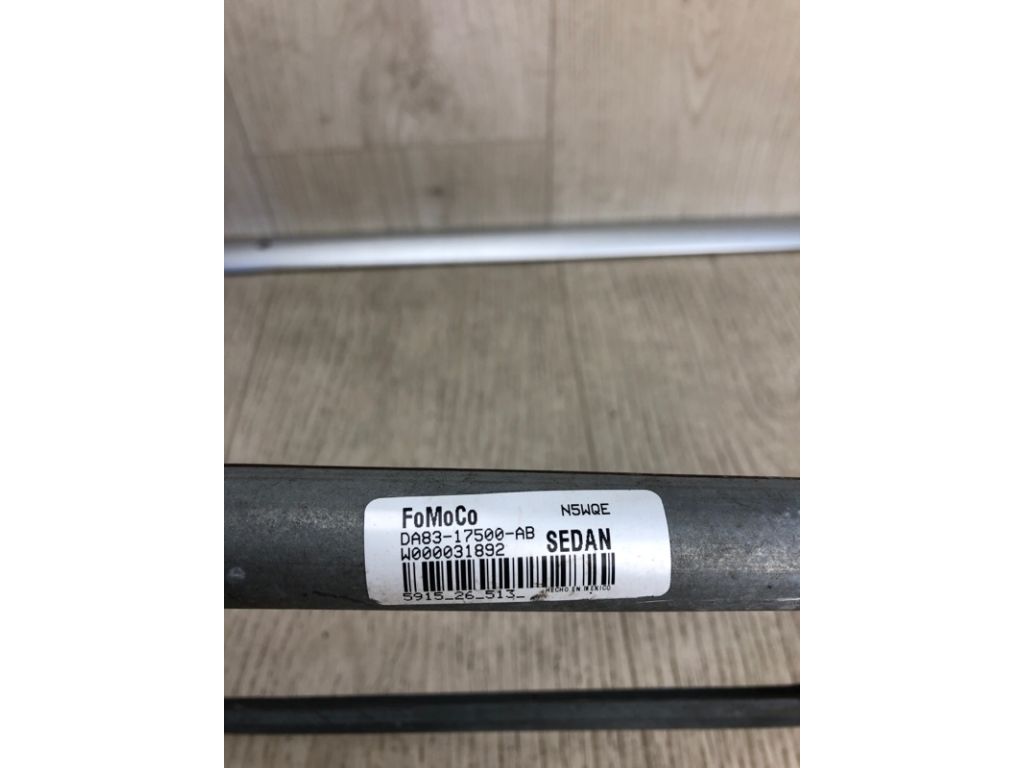 FoMoCo N5WQE
DA83-17500-AB
W000031892 SEDAN
5915_26_513_ HECHO EN MEXICO